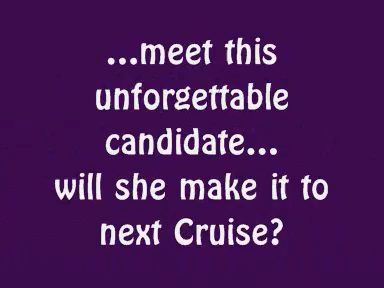 ...meet this
unforgettable
candidate...
will she make it to
next Cruise?